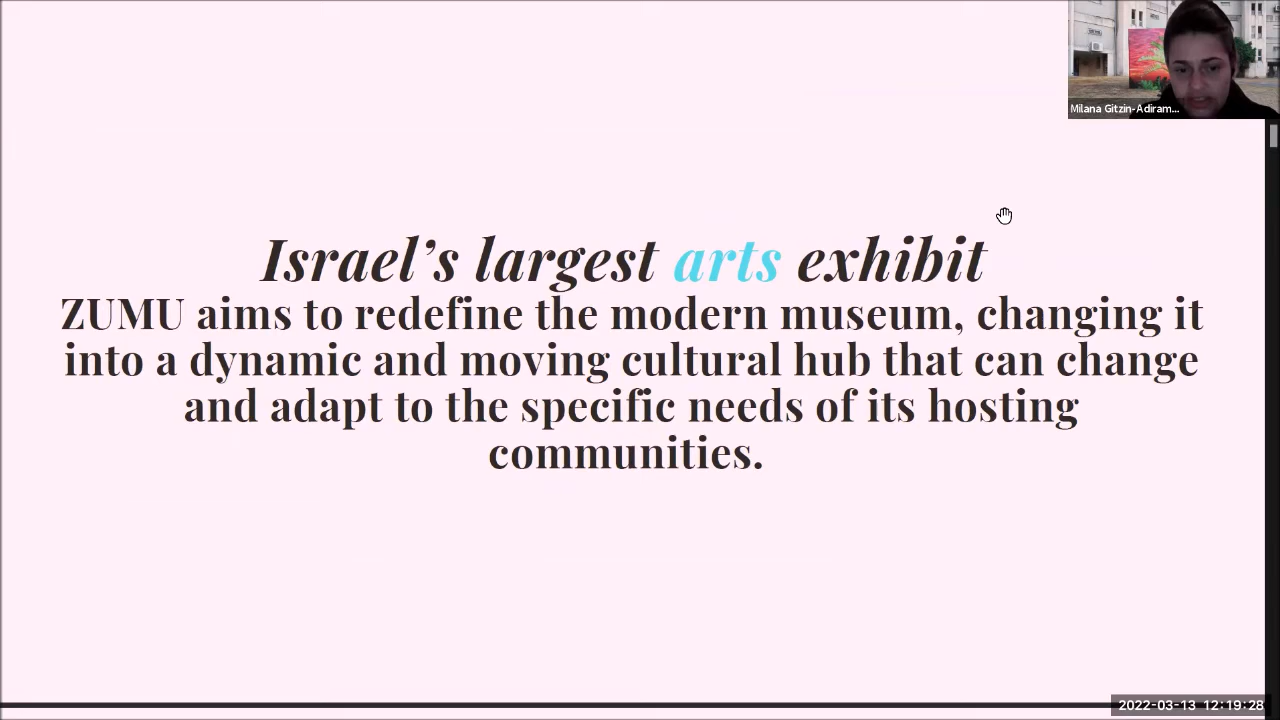 Milana Gitzin-Adiram...
Israel’s largest arts exhibit
ZUMU aims to redefine the modern museum, changing it
into a dynamic and moving cultural hub that can change
and adapt to the specific needs of its hosting
communities.
2022-03-13 12:19:28